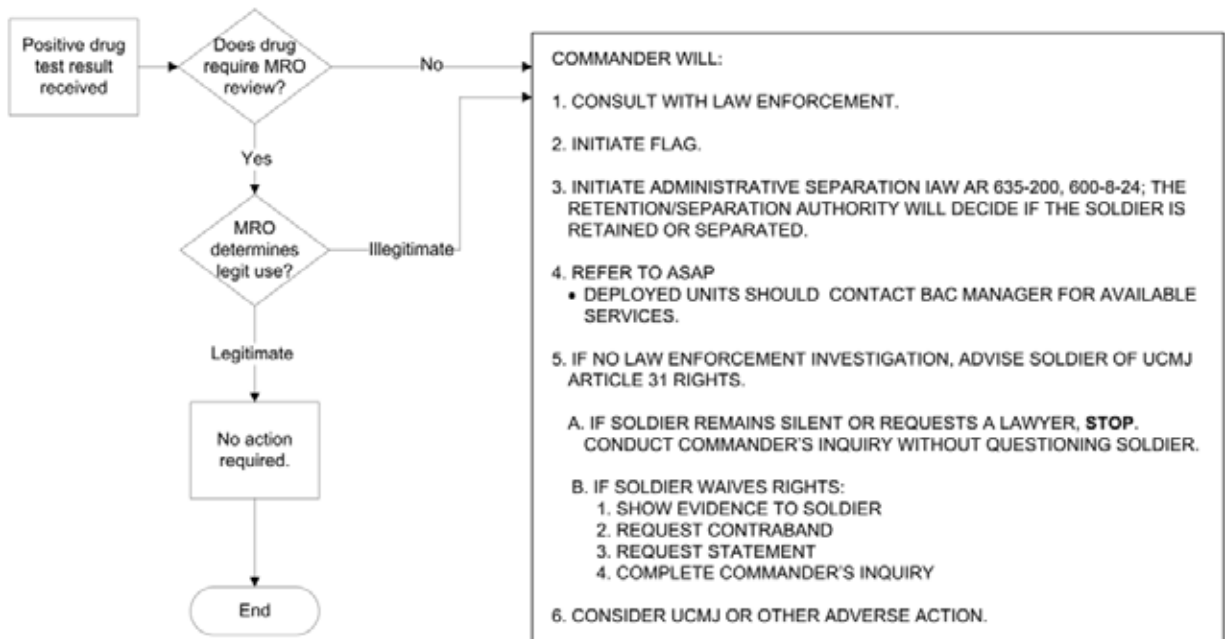 Positive drug
test result
received
Does drug
require MRO
review?
No
Yes
MRO
determines
legit use?
Illegitimate
Legitimate
No action
required.
End
COMMANDER WILL:
1. CONSULT WITH LAW ENFORCEMENT.
2. INITIATE FLAG.
3. INITIATE ADMINISTRATIVE SEPARATION IAW AR 635-200, 600-8-24; THE
RETENTION/SEPARATION AUTHORITY WILL DECIDE IF THE SOLDIER IS
RETAINED OR SEPARATED.
4. REFER TO ASAP
• DEPLOYED UNITS SHOULD CONTACT BAC MANAGER FOR AVAILABLE
SERVICES.
5. IF NO LAW ENFORCEMENT INVESTIGATION, ADVISE SOLDIER OF UCMJ
ARTICLE 31 RIGHTS.
A. IF SOLDIER REMAINS SILENT OR REQUESTS A LAWYER, STOP.
CONDUCT COMMANDER'S INQUIRY WITHOUT QUESTIONING SOLDIER.
B. IF SOLDIER WAIVES RIGHTS:
1. SHOW EVIDENCE TO SOLDIER
2. REQUEST CONTRABAND
3. REQUEST STATEMENT
4. COMPLETE COMMANDER'S INQUIRY
6. CONSIDER UCMJ OR OTHER ADVERSE ACTION.